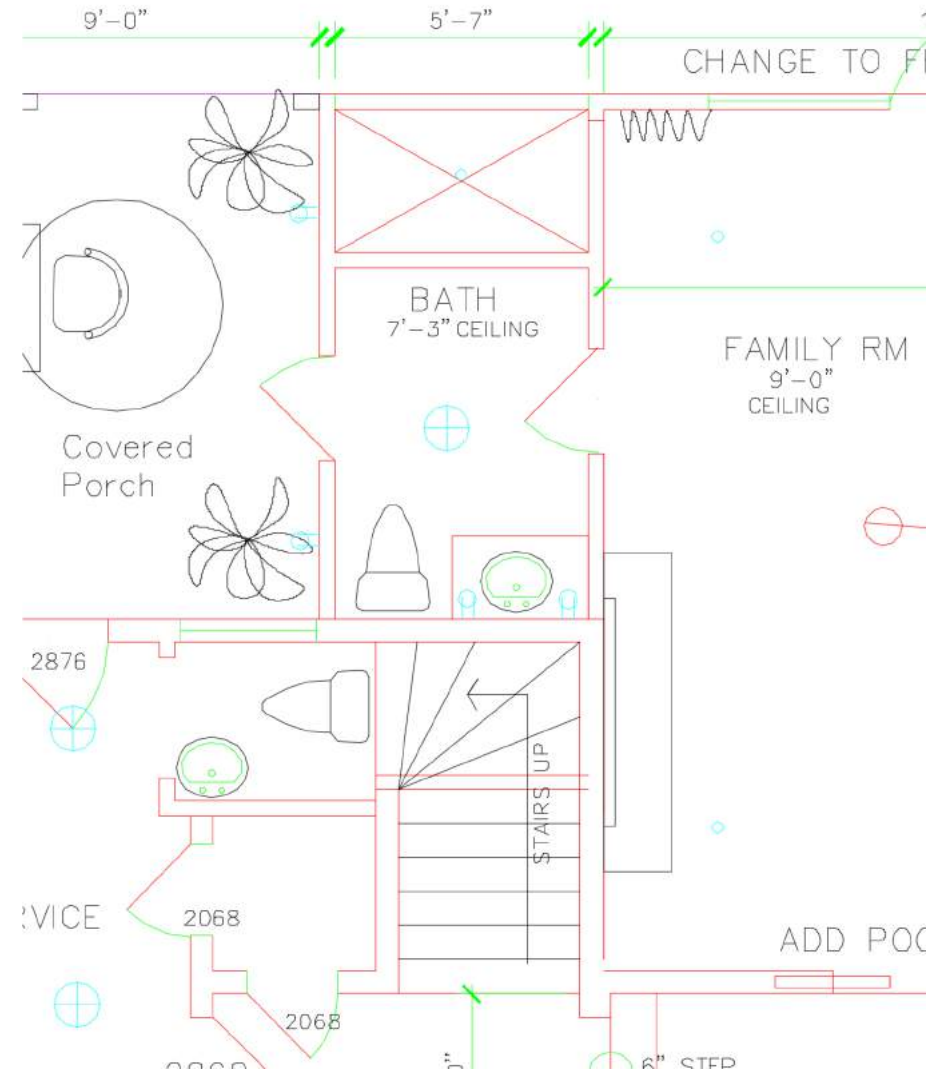 9'-0"
5'-7"
CHANGE TO
BATH
7'-3" CEILING
FAMILY RM
9'-0"
CEILING
Covered
Porch
2876
STAIRS UP
RVICE
2068
ADD
2068
6" STEP